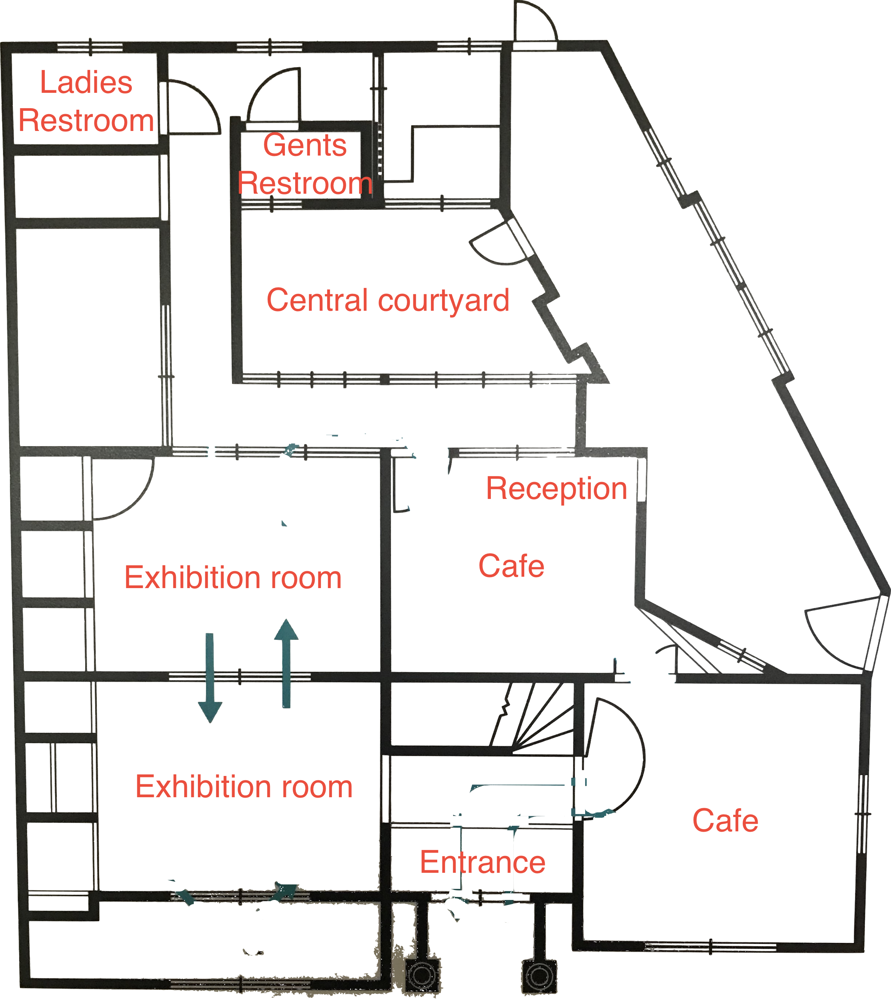 Ladies
Restroom
Gents
Restroom
Central courtyard
Reception
Cafe
Exhibition room
Exhibition room
Cafe
Entrance